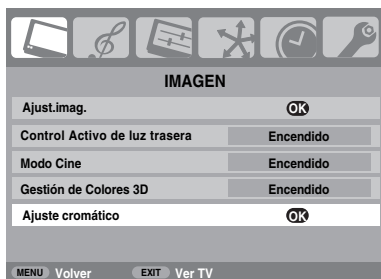 IMAGEN
Ajust.imag. OK
Control Activo de luz trasera Encendido
Modo Cine Encendido
Gestión de Colores 3D Encendido
Ajuste cromático OK
MENU Volver EXIT Ver TV